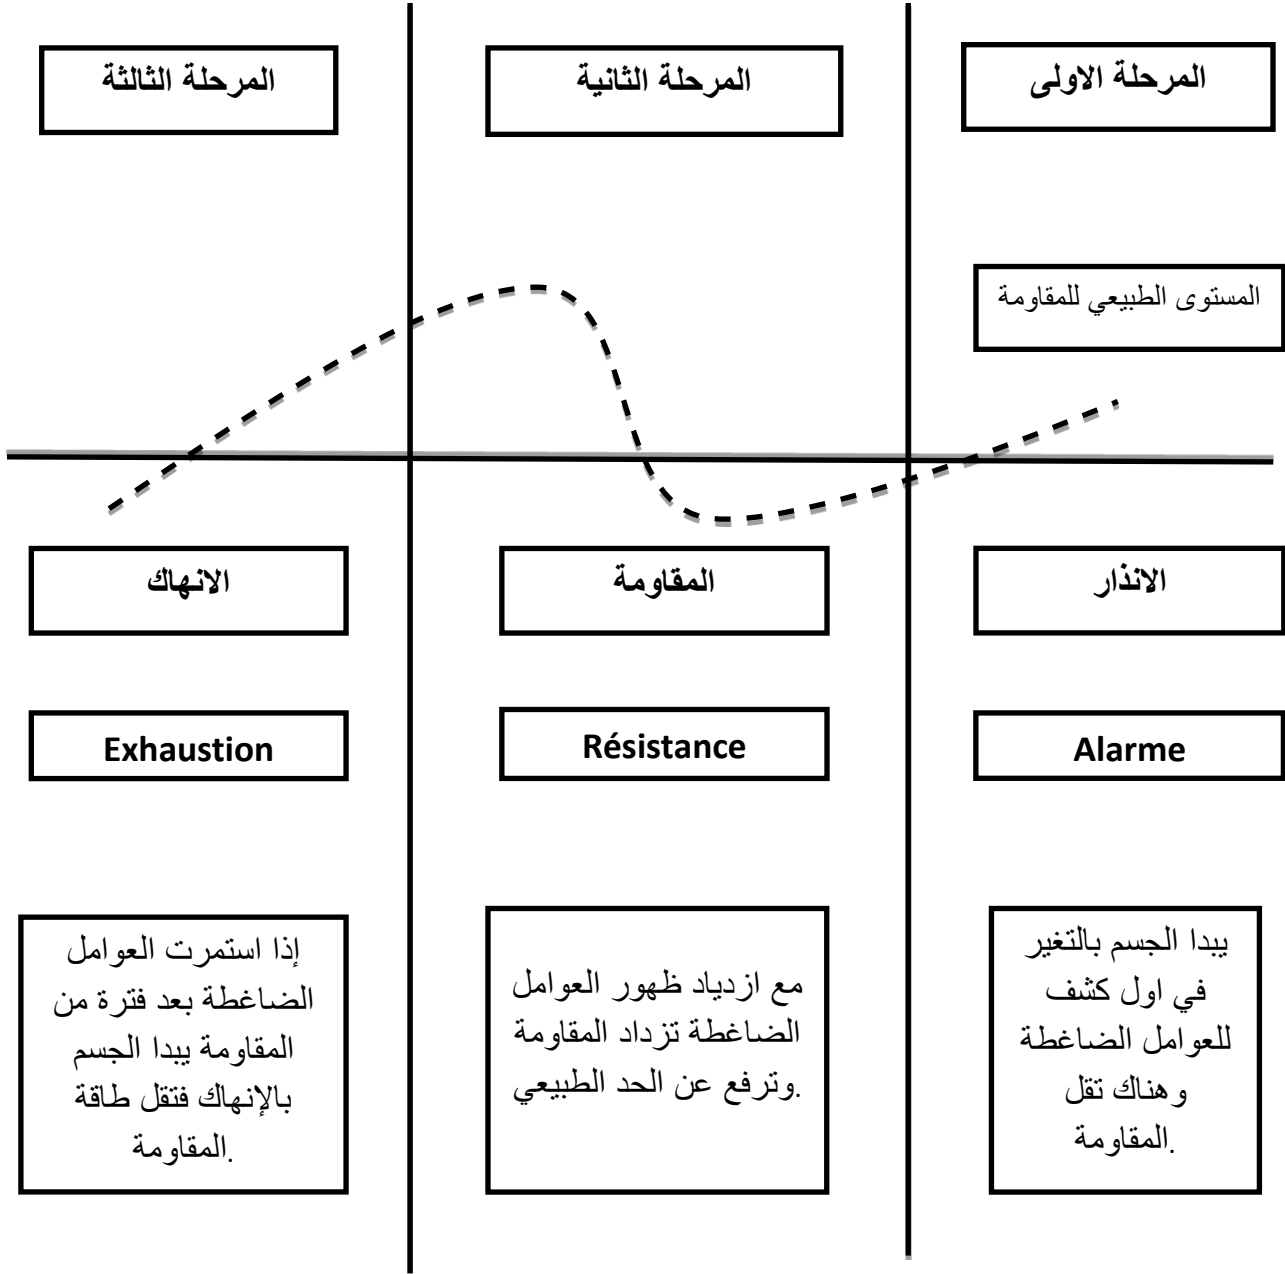 المرحلة الاولى
المرحلة الثانية
المرحلة الثالثة
المستوى الطبيعي للمقاومة
الانذار
المقاومة
الانهاك
Alarme
Résistance
Exhaustion
يبدا الجسم بالتغير
في اول كشف
للعوامل الضاغطة
وهناك تقل
المقاومة.
مع ازدياد ظهور العوامل
الضاغطة تزداد المقاومة
وترفع عن الحد الطبيعي.
إذا استمرت العوامل
الضاغطة بعد فترة من
المقاومة يبدا الجسم
بالإنهاك فتقل طاقة
المقاومة.